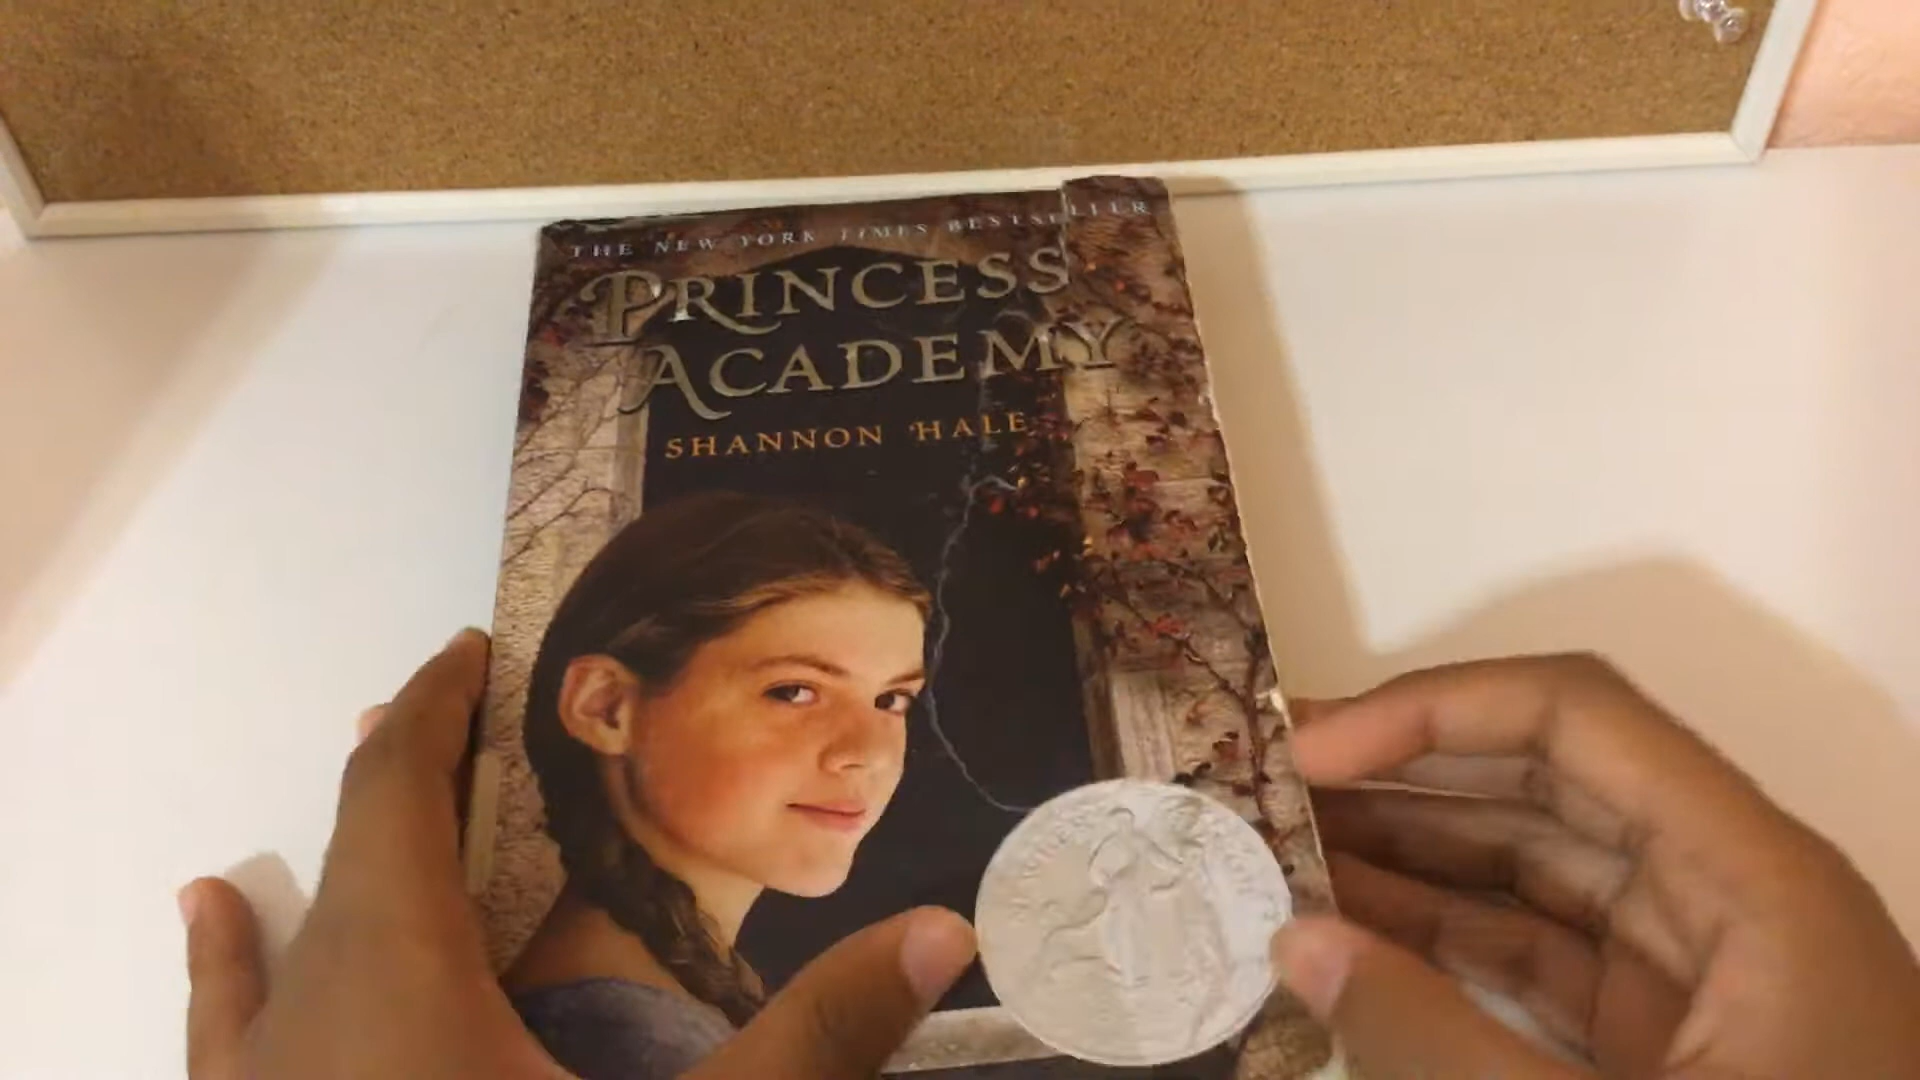 THE NEW YORK TIMES BESTSELLER
PRINCESS
ACADEMY
SHANNON HALE